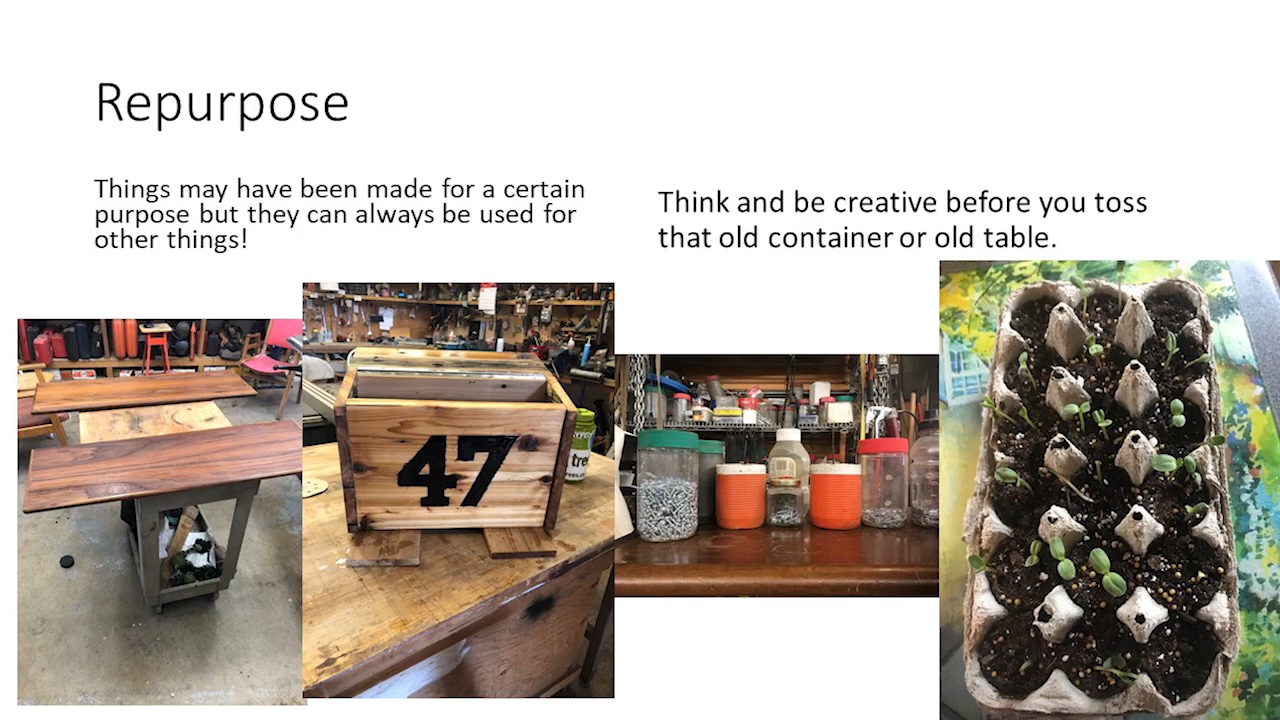 Repurpose
Things may have been made for a certain
purpose but they can always be used for
other things!
Think and be creative before you toss
that old container or old table.
47
tre